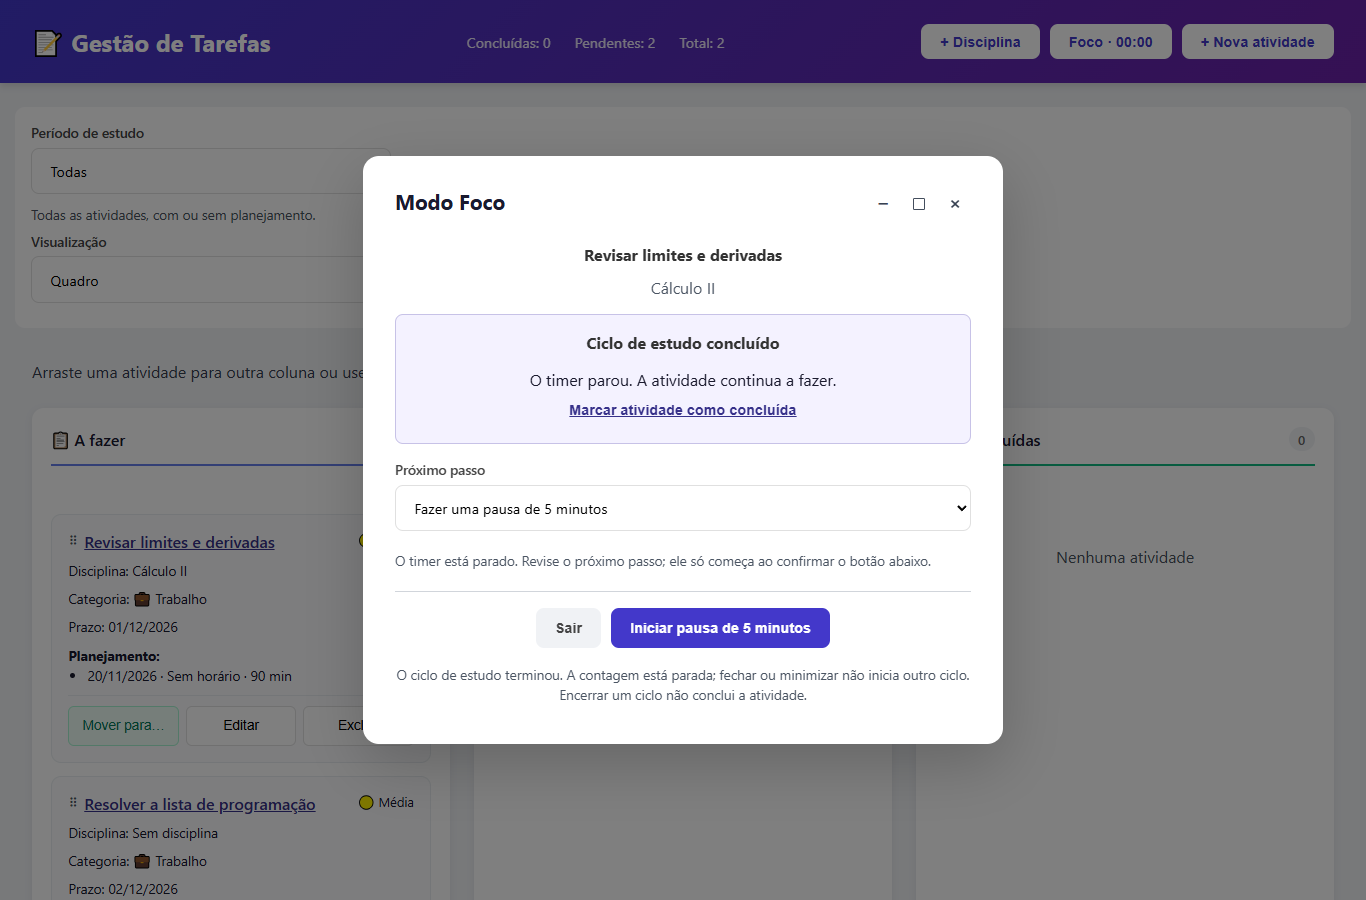 Gestão de Tarefas
Concluídas: 0 Pendentes: 2 Total: 2
+ Disciplina
Foco · 00:00
+ Nova atividade
Período de estudo
Todas
Todas as atividades, com ou sem planejamento.
Visualização
Quadro
Arraste uma atividade para outra coluna ou use
A fazer
Revisar limites e derivadas
Disciplina: Cálculo II
Categoria: Trabalho
Prazo: 01/12/2026
Planejamento:
20/11/2026 · Sem horário · 90 min
Mover para...
Editar
Excl
Resolver a lista de programação
Média
Disciplina: Sem disciplina
Categoria: Trabalho
Prazo: 02/12/2026
Modo Foco
Revisar limites e derivadas
Cálculo II
Ciclo de estudo concluído
O timer parou. A atividade continua a fazer.
Marcar atividade como concluída
Próximo passo
Fazer uma pausa de 5 minutos
O timer está parado. Revise o próximo passo; ele só começa ao confirmar o botão abaixo.
Sair
Iniciar pausa de 5 minutos
O ciclo de estudo terminou. A contagem está parada; fechar ou minimizar não inicia outro ciclo.
Encerrar um ciclo não conclui a atividade.
uídas
0
Nenhuma atividade